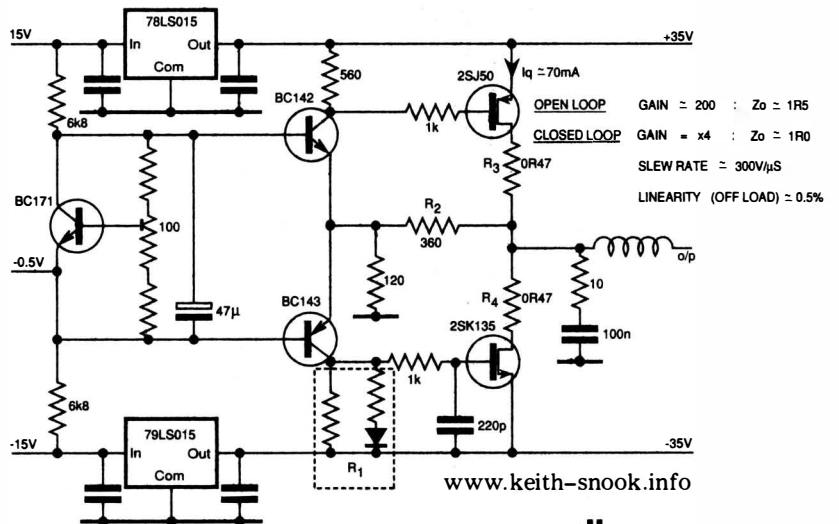 78LS015
15V
In
Out
Com
+35V
6k8
560
BC142
1k
2SJ50
Iq ≃70mA
OPEN LOOP GAIN ≃ 200 : Zo ≃ 1R5
CLOSED LOOP GAIN = x4 : Zo ≃ 1R0
SLEW RATE ≃ 300V/µS
LINEARITY (OFF LOAD) ≃ 0.5%
R3
0R47
BC171
100
R2
360
o/p
-0.5V
120
10
R4
0R47
47µ
BC143
2SK135
100n
1k
6k8
220p
79LS015
-15V
In
Out
Com
R1
-35V
www.keith-snook.info